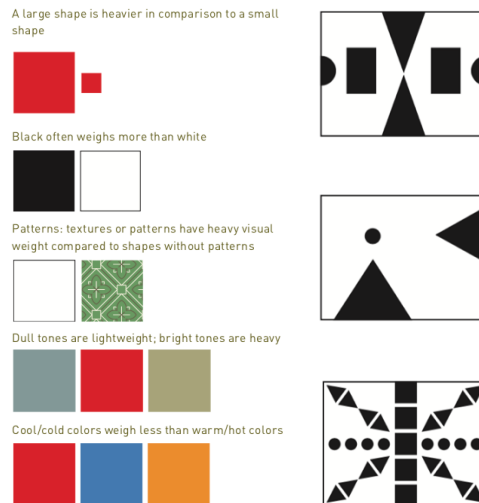 A large shape is heavier in comparison to a small
shape
Black often weighs more than white
Patterns: textures or patterns have heavy visual
weight compared to shapes without patterns
Dull tones are lightweight; bright tones are heavy
Cool/cold colors weigh less than warm/hot colors